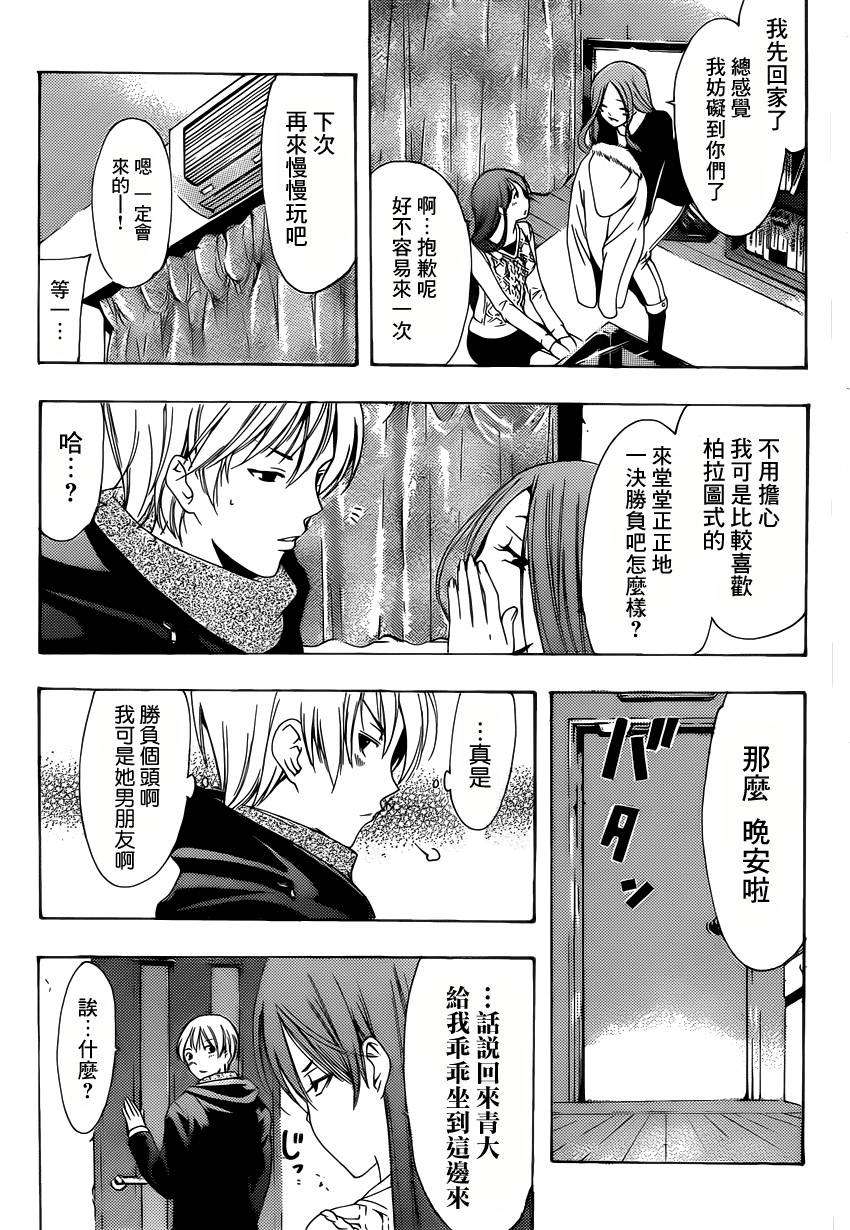 我先回家了
總感覺
我妨礙到你們了
啊…抱歉呢
好不容易來一次
下次
再來慢慢玩吧
嗯 一定會
來的—！
等一…
不用擔心
我可是比較喜歡
柏拉圖式的
來堂堂正正地
一決勝負吧怎麼樣？
哈…？
那麼 晚安啦
バタン
…真是
勝負個頭啊
我可是她男朋友啊
…話説回來青大
給我乖乖坐到這邊來
じっ
誒…什麼？